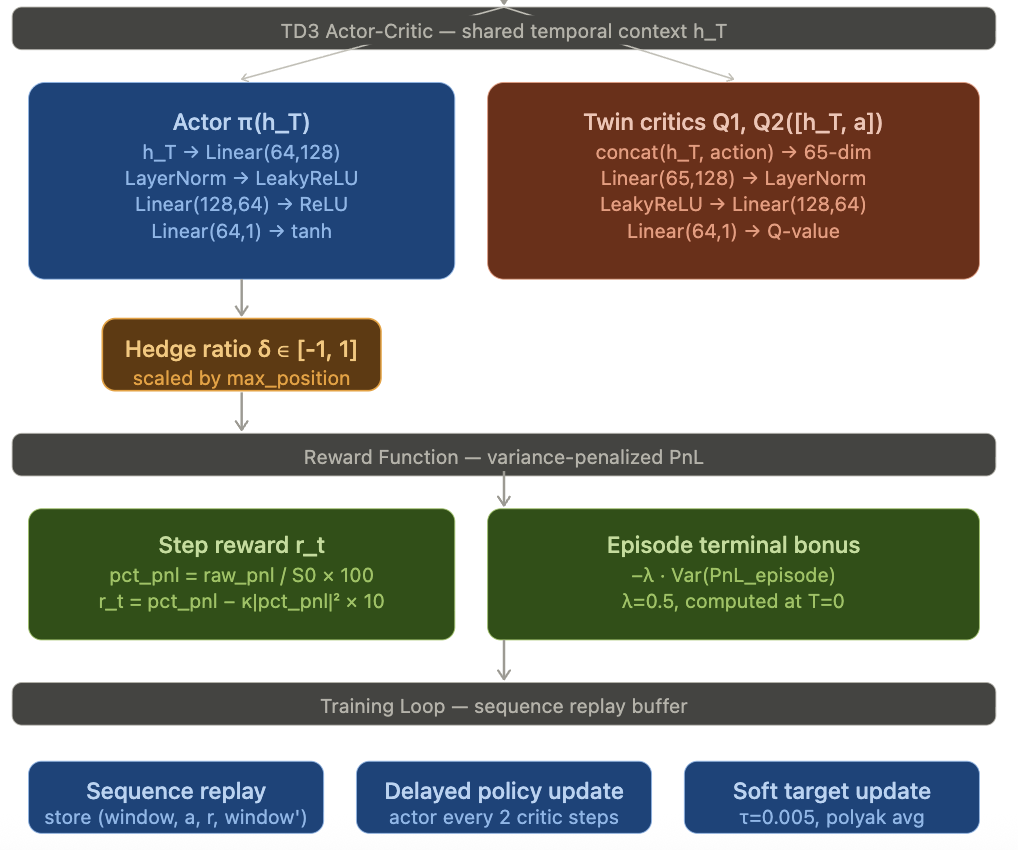 TD3 Actor-Critic — shared temporal context h_T
Actor π(h_T)
h_T → Linear(64,128)
LayerNorm → LeakyReLU
Linear(128,64) → ReLU
Linear(64,1) → tanh
Twin critics Q1, Q2([h_T, a])
concat(h_T, action) → 65-dim
Linear(65,128) → LayerNorm
LeakyReLU → Linear(128,64)
Linear(64,1) → Q-value
Hedge ratio δ ∈ [-1, 1]
scaled by max_position
Reward Function — variance-penalized PnL
Step reward r_t
pct_pnl = raw_pnl / S0 × 100
r_t = pct_pnl − κ|pct_pnl|² × 10
Episode terminal bonus
−λ · Var(PnL_episode)
λ=0.5, computed at T=0
Training Loop — sequence replay buffer
Sequence replay
store (window, a, r, window')
Delayed policy update
actor every 2 critic steps
Soft target update
τ=0.005, polyak avg